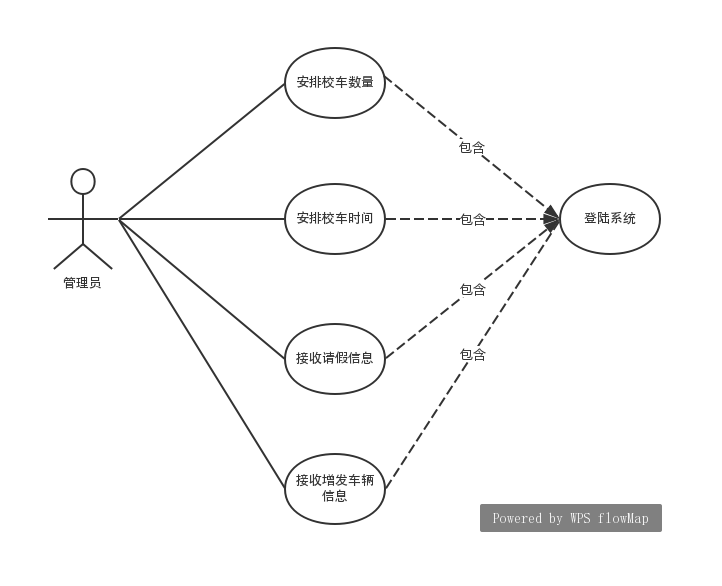 安排校车数量
包含
安排校车时间
包含
登陆系统
管理员
包含
接收请假信息
包含
接收增发车辆
信息
Powered by WPS flowMap